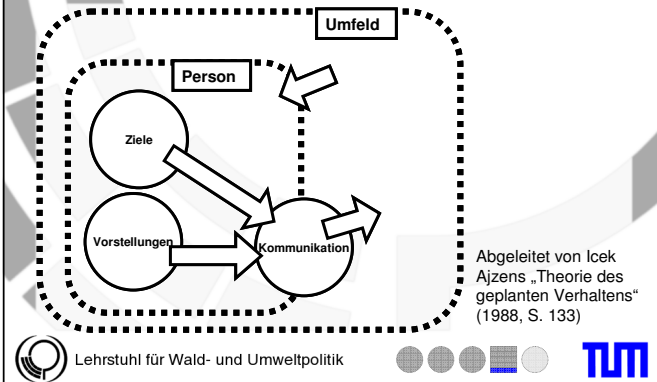 Umfeld
Person
Ziele
Vorstellungen
Kommunikation
Abgeleitet von Icek
Ajzens „Theorie des
geplanten Verhaltens“
(1988, S. 133)
Lehrstuhl für Wald- und Umweltpolitik
TUM